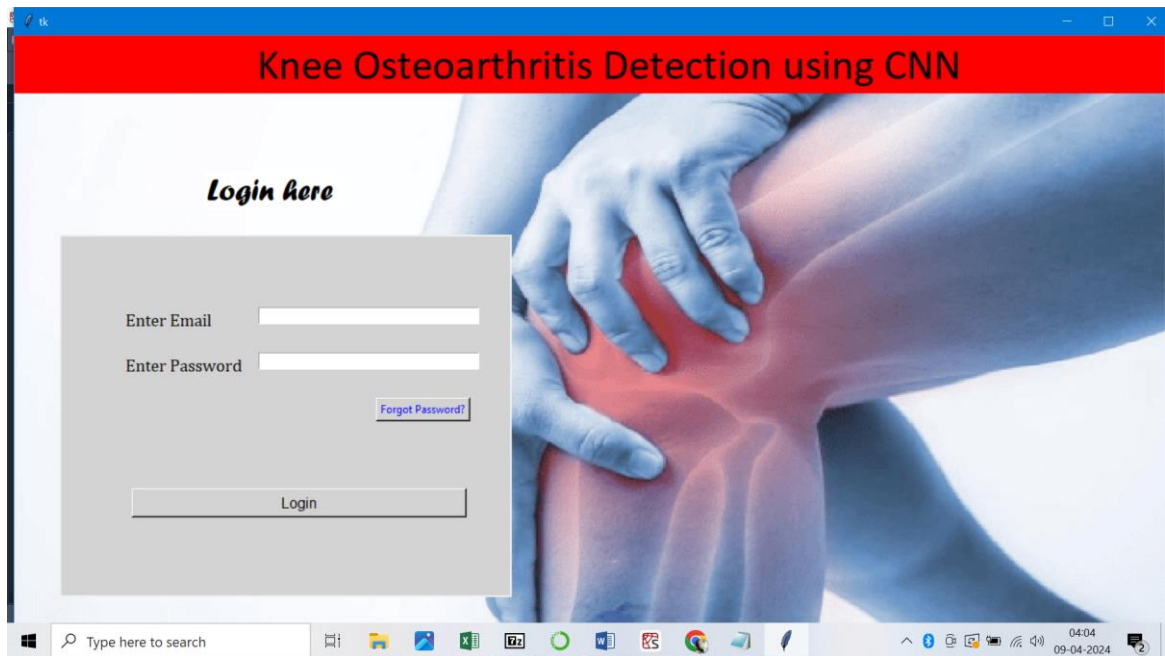 tk
Knee Osteoarthritis Detection using CNN
Login here
Enter Email
Enter Password
Forgot Password?
Login
Type here to search
04:04
09-04-2024
2